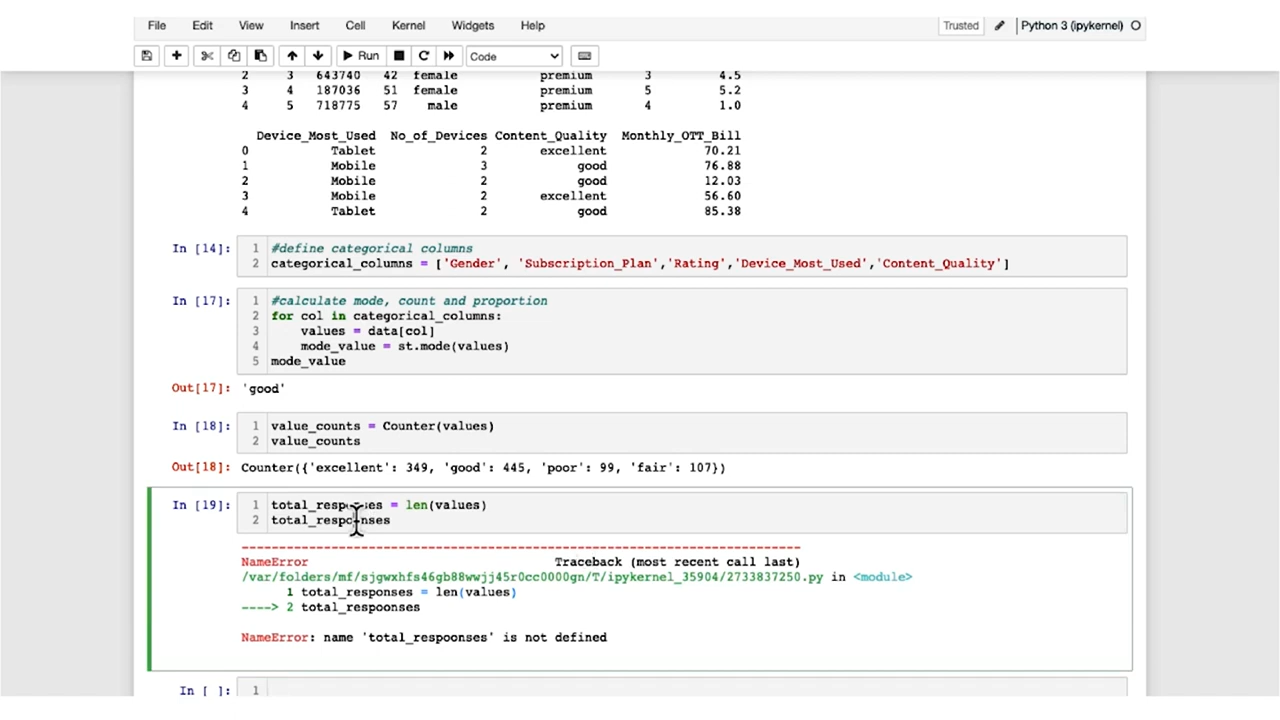 File Edit View Insert Cell Kernel Widgets Help Trusted Python 3 (ipykernel)
Run Code
2 3 643740 42 female premium 3 4.5
3 4 187036 51 female premium 5 5.2
4 5 718775 57 male premium 4 1.0
Device_Most_Used No_of_Devices Content_Quality Monthly_OTT_Bill
0 Tablet 2 excellent 70.21
1 Mobile 3 good 76.88
2 Mobile 2 good 12.03
3 Mobile 2 excellent 56.60
4 Tablet 2 good 85.38
In [14]: 1 #define categorical columns
2 categorical_columns = ['Gender', 'Subscription_Plan','Rating','Device_Most_Used','Content_Quality']
In [17]: 1 #calculate mode, count and proportion
2 for col in categorical_columns:
3 values = data[col]
4 mode_value = st.mode(values)
5 mode_value
Out[17]: 'good'
In [18]: 1 value_counts = Counter(values)
2 value_counts
Out[18]: Counter({'excellent': 349, 'good': 445, 'poor': 99, 'fair': 107})
In [19]: 1 total_responses = len(values)
2 total_responses
NameError Traceback (most recent call last)
/var/folders/mf/sjgwxhfs46gb88wwjj45r0cc0000gn/T/ipykernel_35904/2733837250.py in <module>
1 total_responses = len(values)
----> 2 total_respoonses
NameError: name 'total_respoonses' is not defined
In [ ]: 1